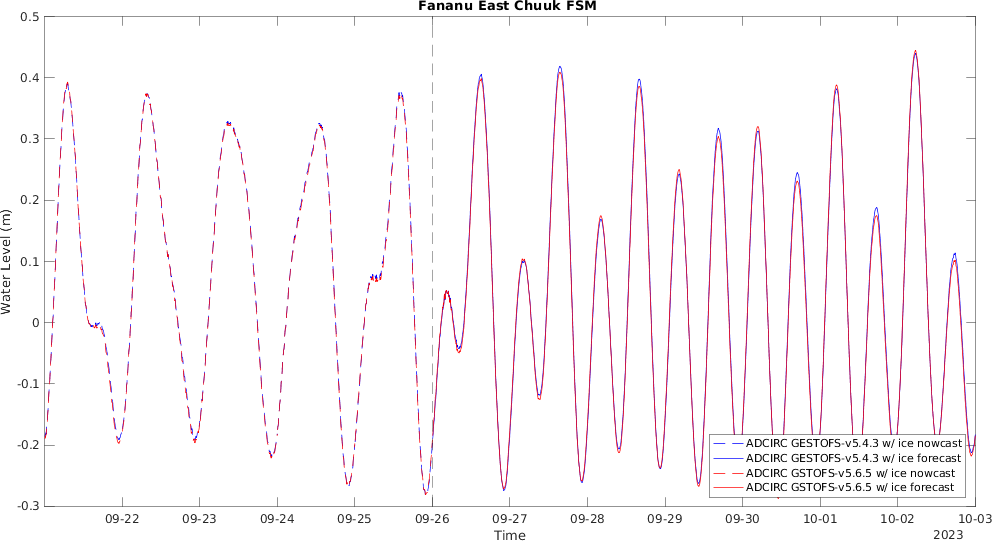 Fananu East Chuuk FSM
0.5
0.4
0.3
0.2
0.1
0
-0.1
-0.2
-0.3
Water Level (m)
ADCIRC GESTOFS-v5.4.3 w/ ice nowcast
ADCIRC GESTOFS-v5.4.3 w/ ice forecast
ADCIRC GSTOFS-v5.6.5 w/ ice nowcast
ADCIRC GSTOFS-v5.6.5 w/ ice forecast
09-22 09-23 09-24 09-25 09-26 09-27 09-28 09-29 09-30 10-01 10-02 10-03
Time
2023